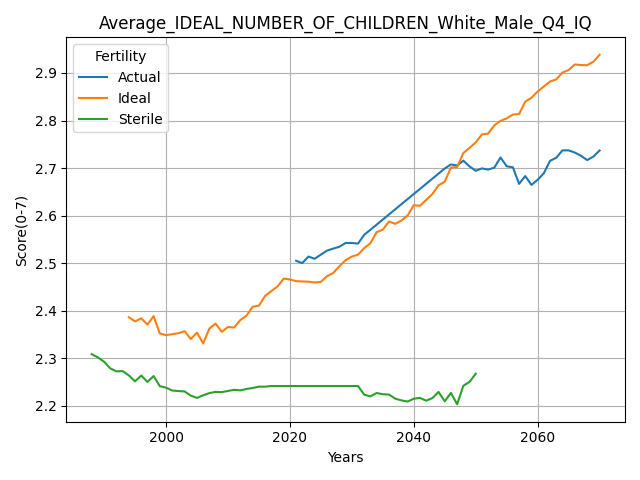 Average_IDEAL_NUMBER_OF_CHILDREN_White_Male_Q4_IQ
Fertility
Actual
Ideal
Sterile
Score(0-7)
2.9
2.8
2.7
2.6
2.5
2.4
2.3
2.2
2000
2020
2040
2060
Years